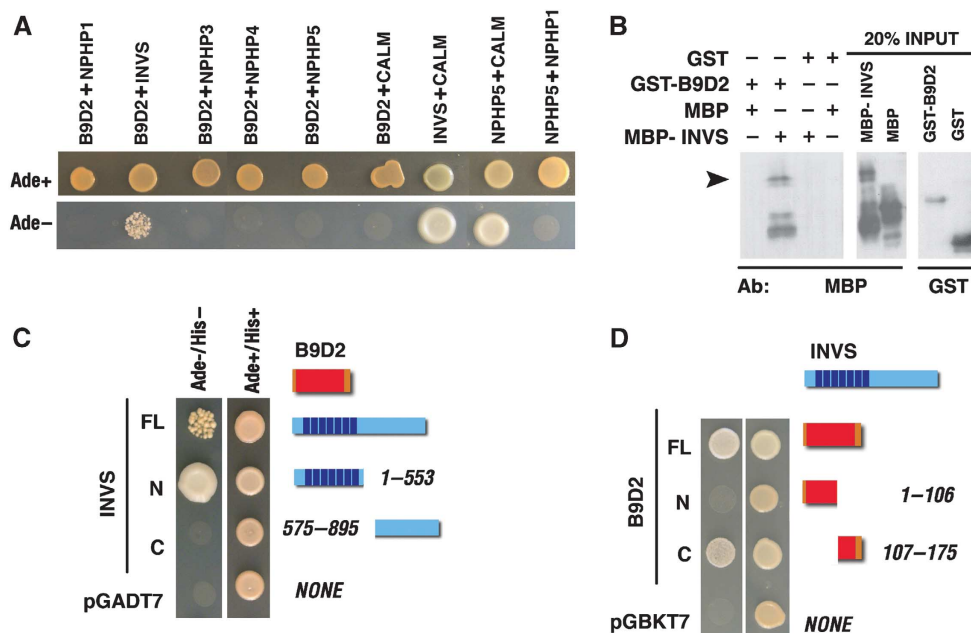 A
B9D2+NPHP1
B9D2+INVS
B9D2+NPHP3
B9D2+NPHP4
B9D2+NPHP5
B9D2+CALM
INVS+CALM
NPHP5+CALM
NPHP5+NPHP1
Ade+
Ade–
B
20% INPUT
GST – – + +
GST-B9D2 + + – –
MBP + – – +
MBP- INVS – + + –
MBP- INVS
MBP
GST-B9D2
GST
Ab: MBP GST
C
Ade-/His–
Ade+/His+
B9D2
INVS
FL
N 1–553
C 575–895
pGADT7 NONE
D
INVS
B9D2
FL
N 1–106
C 107–175
pGBKT7 NONE